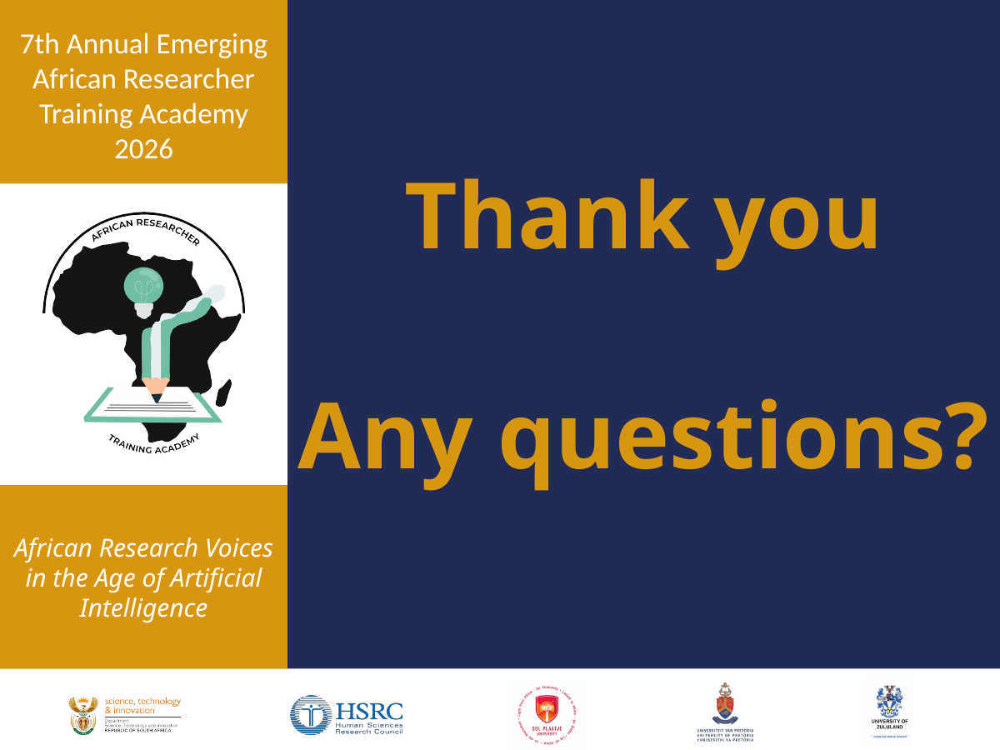 7th Annual Emerging
African Researcher
Training Academy
2026
AFRICAN RESEARCHER
TRAINING ACADEMY
Thank you
Any questions?
African Research Voices
in the Age of Artificial
Intelligence
science, technology
& innovation
Department:
Science, Technology and Innovation
REPUBLIC OF SOUTH AFRICA
HSRC
Human Sciences
Research Council
SOL PLAATJE
UNIVERSITY
UNIVERSITEIT VAN PRETORIA
UNIVERSITY OF PRETORIA
YUNIBESITHI YA PRETORIA
UNIVERSITY OF
ZULULAND